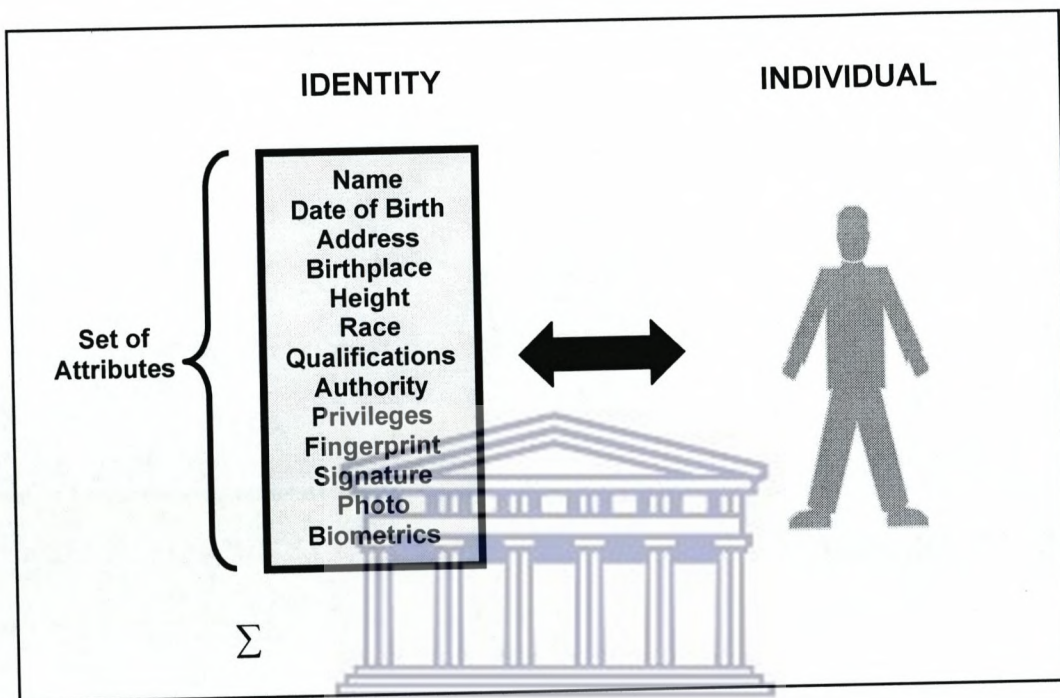 IDENTITY
INDIVIDUAL
Set of
Attributes
Name
Date of Birth
Address
Birthplace
Height
Race
Qualifications
Authority
Privileges
Fingerprint
Signature
Photo
Biometrics
Σ